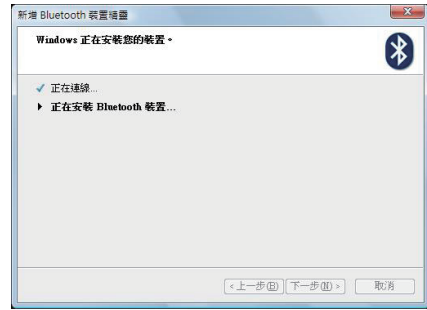 新增 Bluetooth 裝置精靈
Windows 正在安裝您的裝置。
正在連線...
正在安裝 Bluetooth 裝置...
<上一步(B)
下一步(N)>
取消